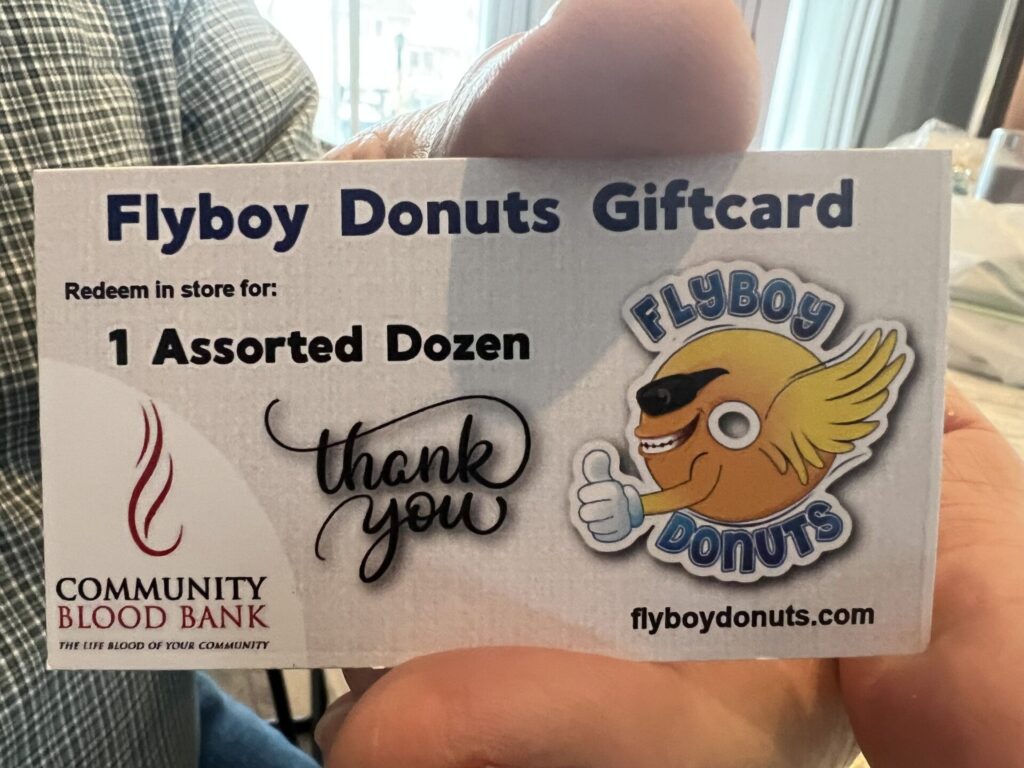 Flyboy Donuts Giftcard
Redeem in store for:
1 Assorted Dozen
thank
you
FLYBOY
DONUTS
flyboydonuts.com
COMMUNITY
BLOOD BANK
THE LIFE BLOOD OF YOUR COMMUNITY